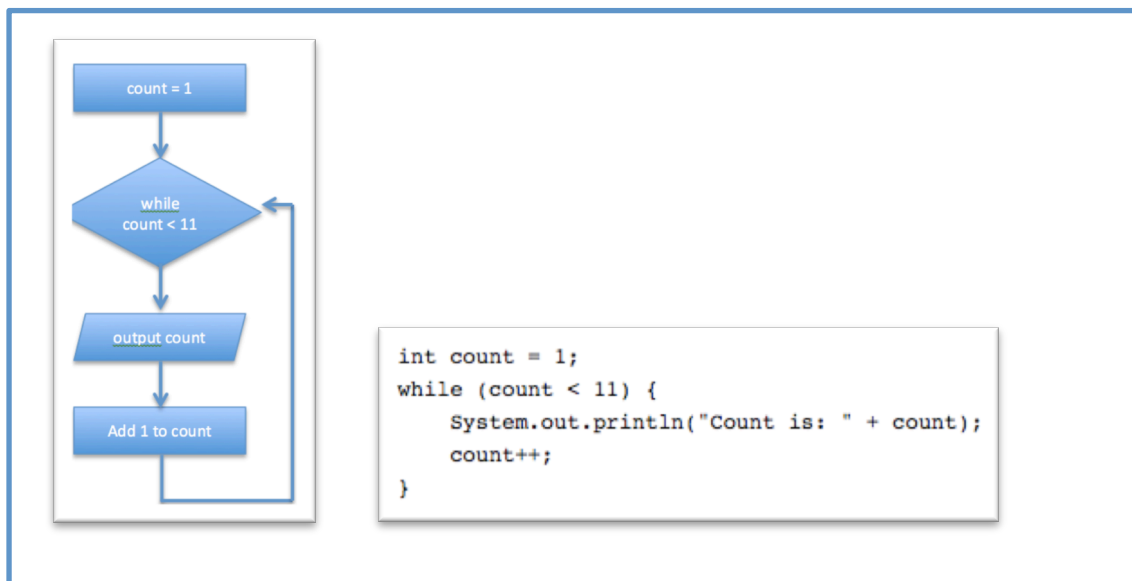 count = 1
while
count < 11
output count
Add 1 to count
int count = 1;
while (count < 11) {
    System.out.println("Count is: " + count);
    count++;
}